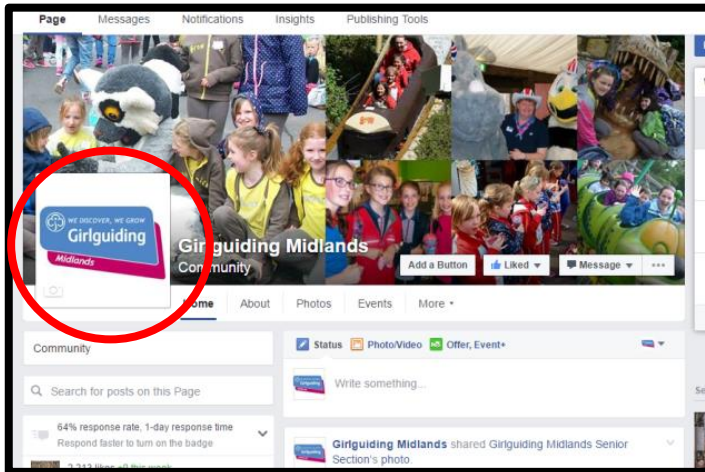 Page Messages Notifications Insights Publishing Tools
WE DISCOVER, WE GROW
Girlguiding
Midlands
Girlguiding Midlands
Community
Add a Button Liked Message
Home About Photos Events More
Community
Status Photo/Video Offer, Event+
Search for posts on this Page
Write something...
64% response rate, 1-day response time
Respond faster to turn on the badge
Girlguiding Midlands shared Girlguiding Midlands Senior
Section's photo.